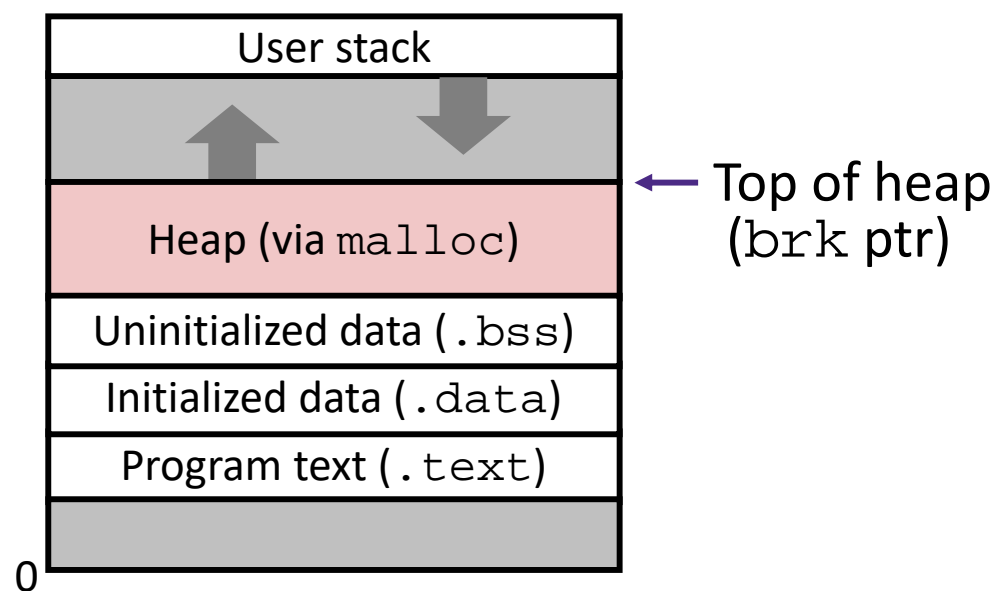 User stack
Top of heap
(brk ptr)
Heap (via malloc)
Uninitialized data (.bss)
Initialized data (.data)
Program text (.text)
0